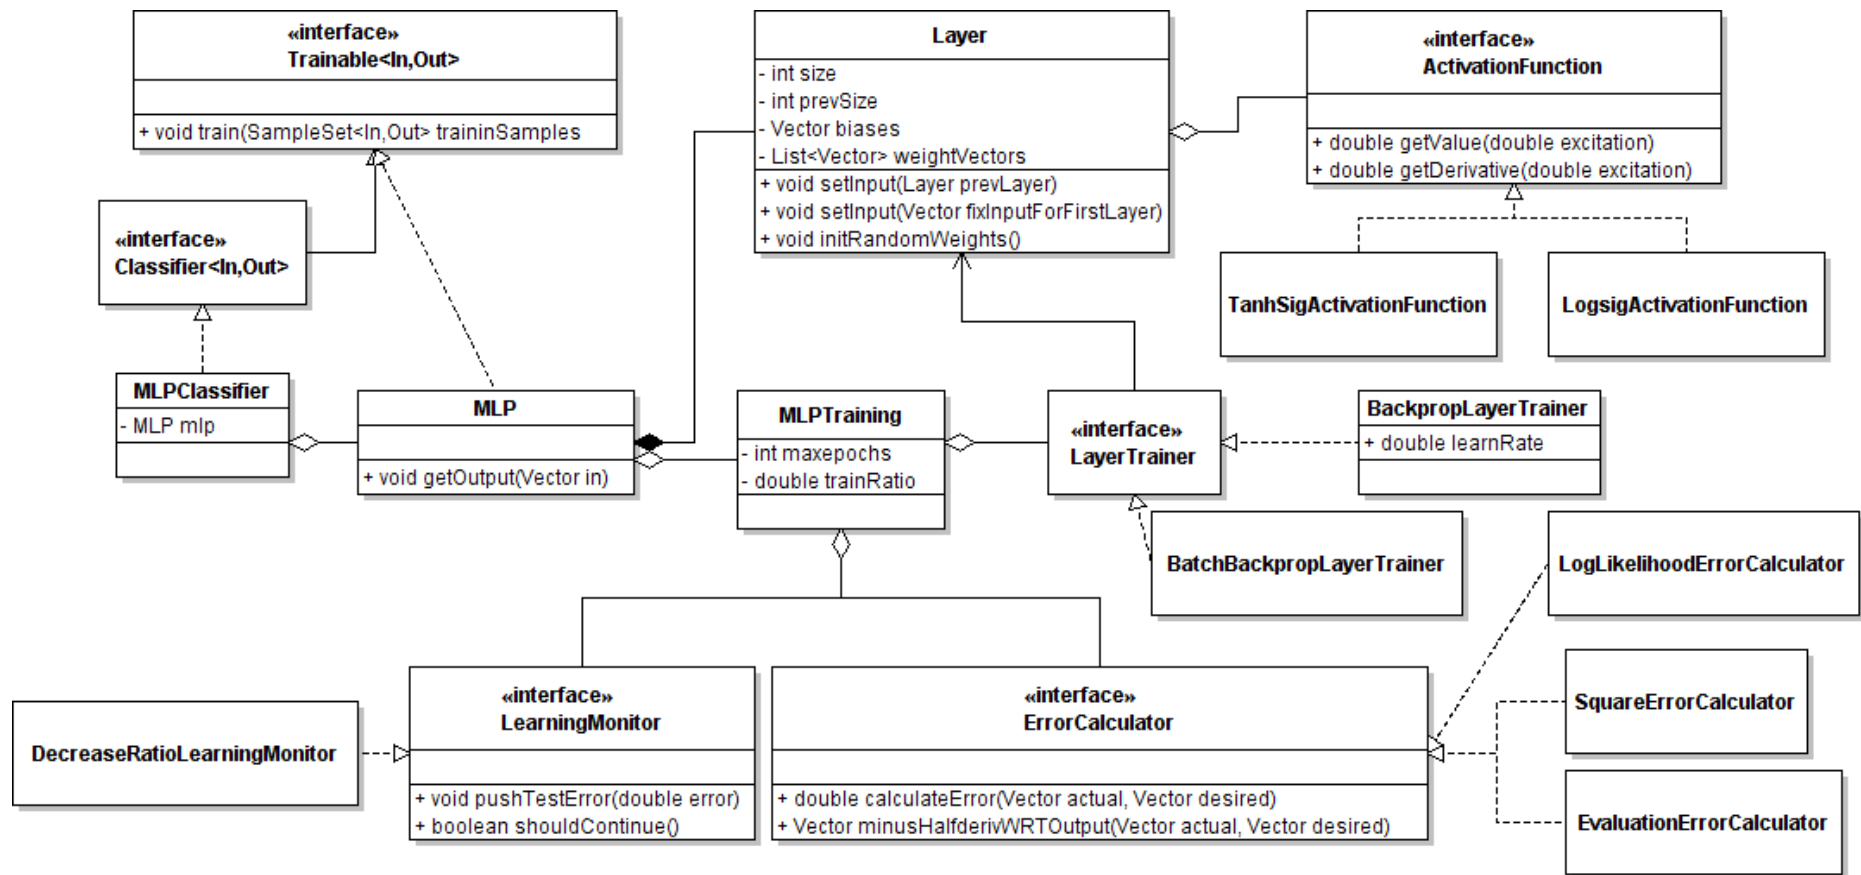 «interface»
Trainable<In,Out>
+ void train(SampleSet<In,Out> traininSamples
Layer
- int size
- int prevSize
- Vector biases
- List<Vector> weightVectors
+ void setInput(Layer prevLayer)
+ void setInput(Vector fixInputForFirstLayer)
+ void initRandomWeights()
«interface»
ActivationFunction
+ double getValue(double excitation)
+ double getDerivative(double excitation)
«interface»
Classifier<In,Out>
TanhSigActivationFunction
LogsigActivationFunction
MLPClassifier
- MLP mlp
MLP
+ void getOutput(Vector in)
MLPTraining
- int maxepochs
- double trainRatio
«interface»
LayerTrainer
BackpropLayerTrainer
+ double learnRate
BatchBackpropLayerTrainer
LogLikelihoodErrorCalculator
«interface»
LearningMonitor
+ void pushTestError(double error)
+ boolean shouldContinue()
«interface»
ErrorCalculator
+ double calculateError(Vector actual, Vector desired)
+ Vector minusHalfderivWRTOutput(Vector actual, Vector desired)
SquareErrorCalculator
DecreaseRatioLearningMonitor
EvaluationErrorCalculator